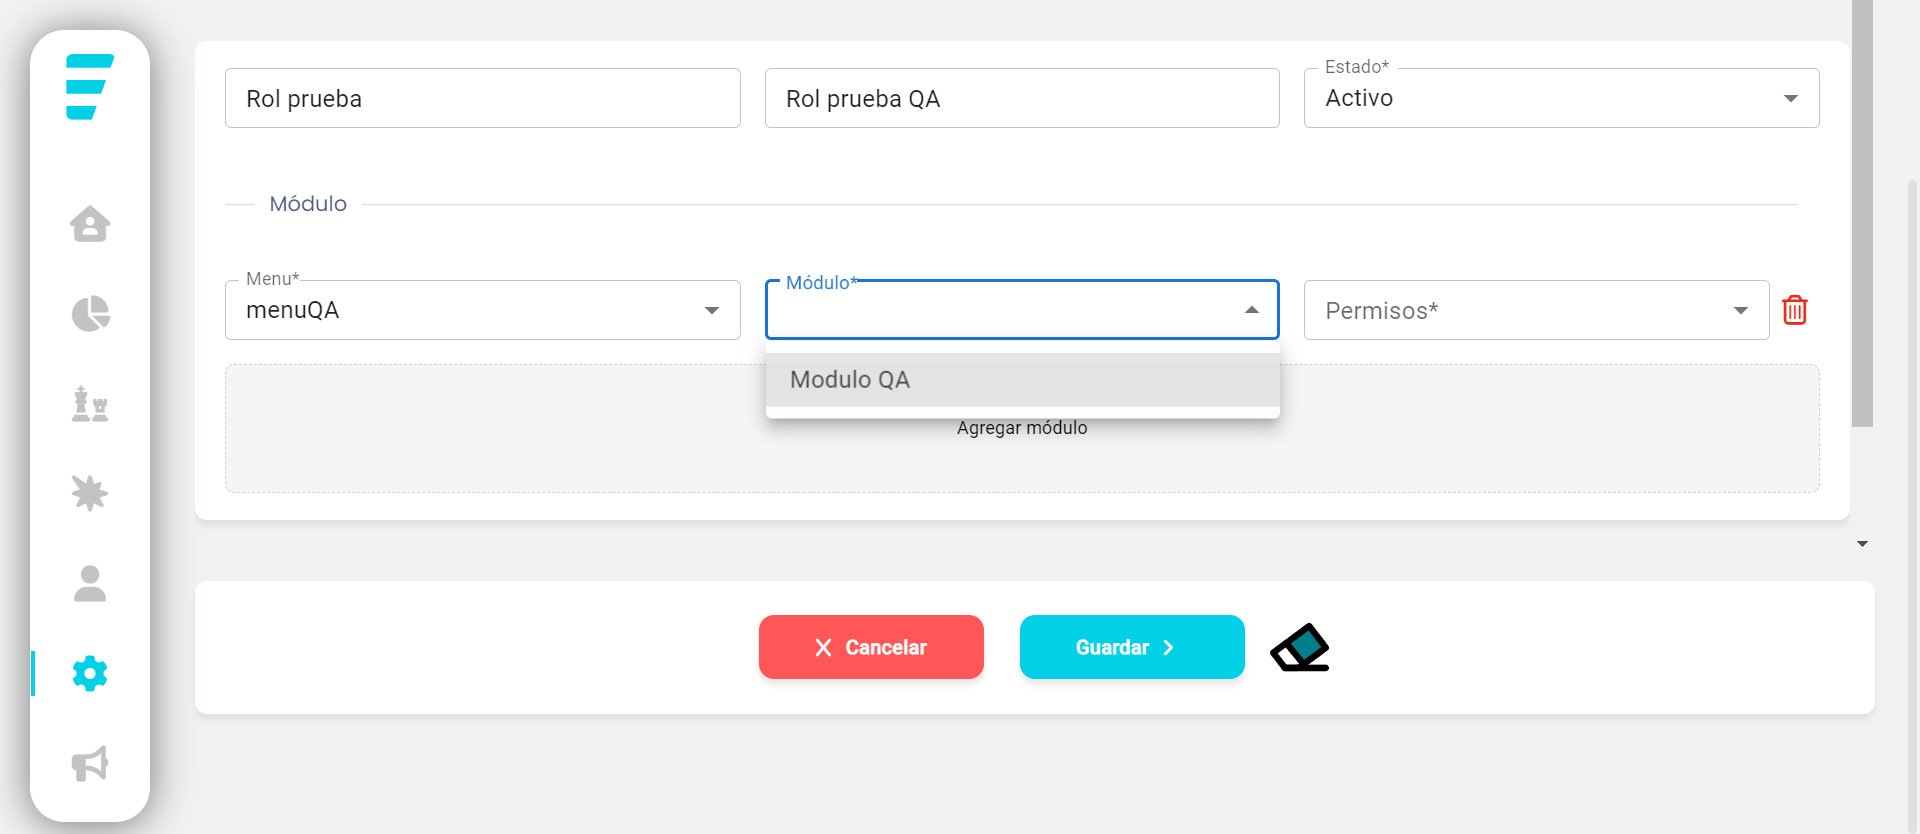 Rol prueba
Rol prueba QA
Estado*
Activo
Módulo
Menu*
menuQA
Módulo*
Permisos*
Modulo QA
Agregar módulo
Cancelar
Guardar